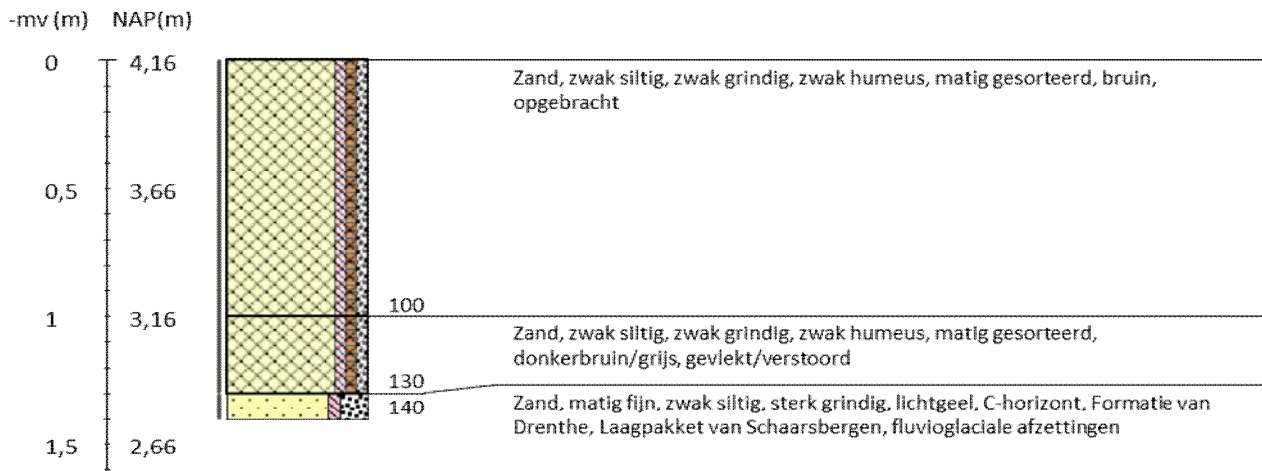 -mv (m) NAP(m)
0 4,16
Zand, zwak siltig, zwak grindig, zwak humeus, matig gesorteerd, bruin,
opgebracht
0,5 3,66
100
1 3,16
Zand, zwak siltig, zwak grindig, zwak humeus, matig gesorteerd,
donkerbruin/grijs, gevlekt/verstoord
130
140
Zand, matig fijn, zwak siltig, sterk grindig, lichtgeel, C-horizont, Formatie van
Drenthe, Laagpakket van Schaarsbergen, fluvioglaciale afzettingen
1,5 2,66